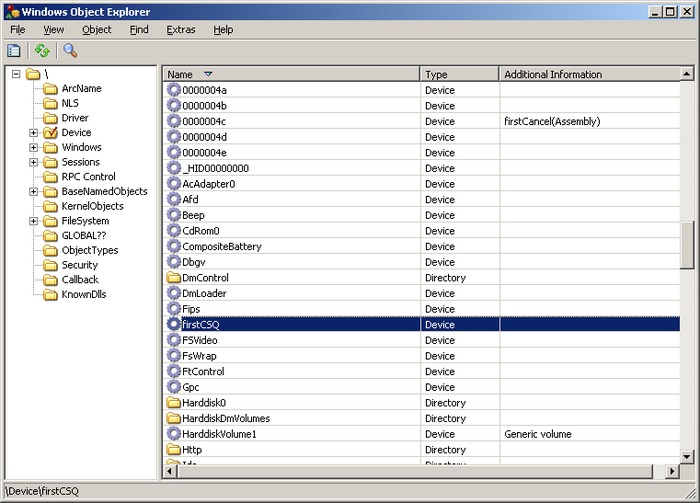 Windows Object Explorer
File View Object Find Extras Help
\
ArcName
NLS
Driver
Device
Windows
Sessions
RPC Control
BaseNamedObjects
KernelObjects
FileSystem
GLOBAL??
ObjectTypes
Security
Callback
KnownDlls
Name Type Additional Information
0000004a Device
0000004b Device
0000004c Device firstCancel(Assembly)
0000004d Device
0000004e Device
_HID00000000 Device
AcAdapter0 Device
Afd Device
Beep Device
CdRom0 Device
CompositeBattery Device
Dbgv Device
DmControl Directory
DmLoader Device
Fips Device
firstCSQ Device
FSVideo Device
FsWrap Device
FtControl Device
Gpc Device
Harddisk0 Directory
HarddiskDmVolumes Directory
HarddiskVolume1 Device Generic volume
Http Directory
\Device\firstCSQ